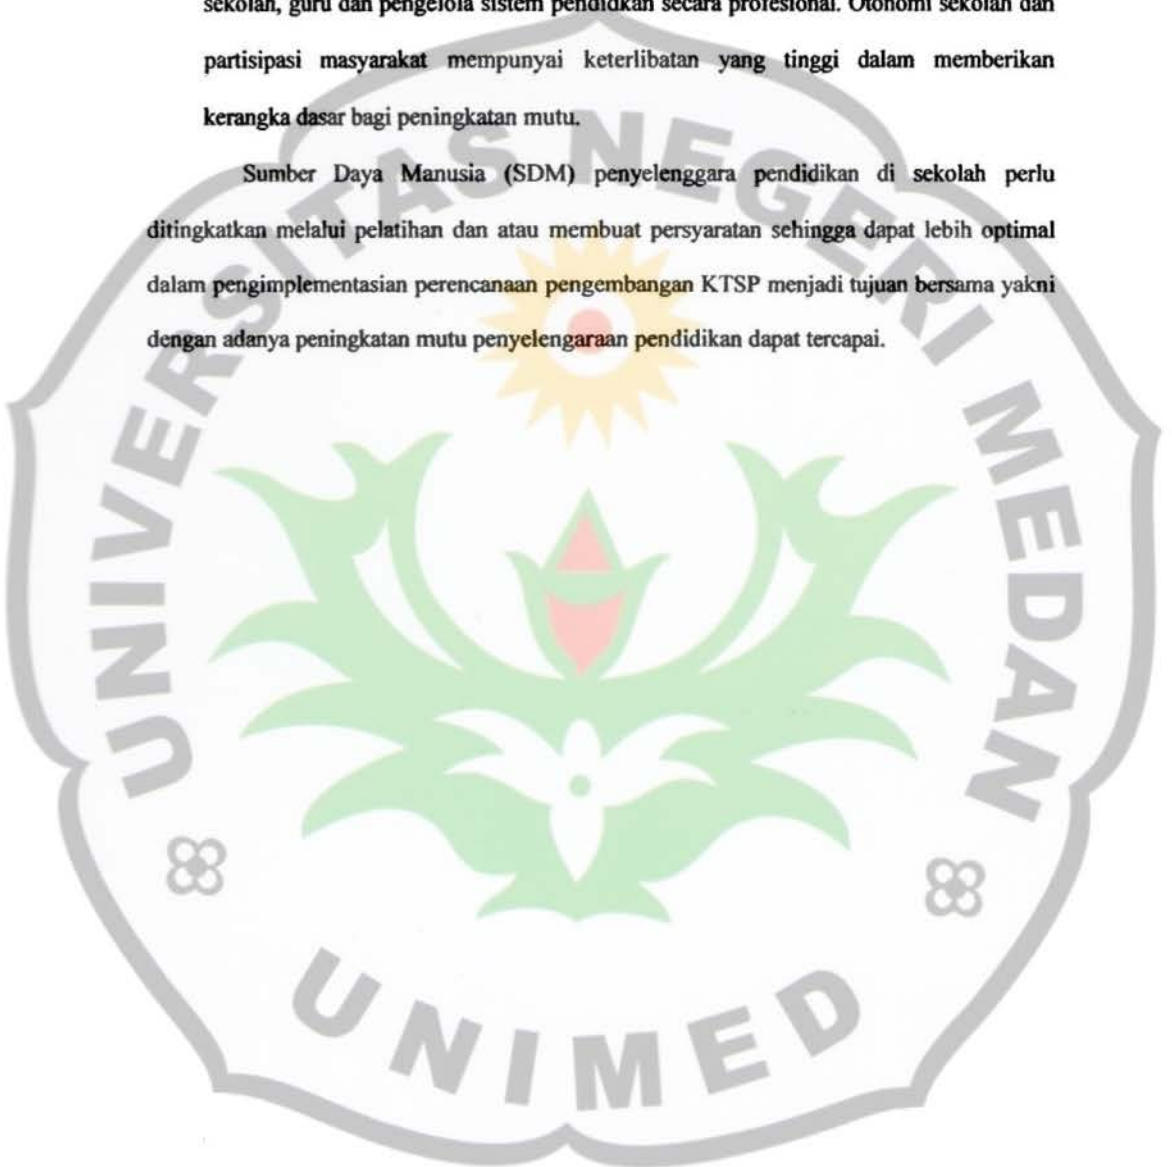 sekolah, guru dan pengelola sistem pendidkan secara profesional. Otonomi sekolah dan
partisipasi masyarakat mempunyai keterlibatan yang tinggi dalam memberikan
kerangka dasar bagi peningkatan mutu.
Sumber Daya Manusia (SDM) penyelenggara pendidikan di sekolah perlu
ditingkatkan melalui pelatihan dan atau membuat persyaratan sehingga dapat lebih optimal
dalam pengimplementasian perencanaan pengembangan KTSP menjadi tujuan bersama yakni
dengan adanya peningkatan mutu penyelengaraan pendidikan dapat tercapai.
UNIVERSITAS NEGERI MEDAN
UNIMED